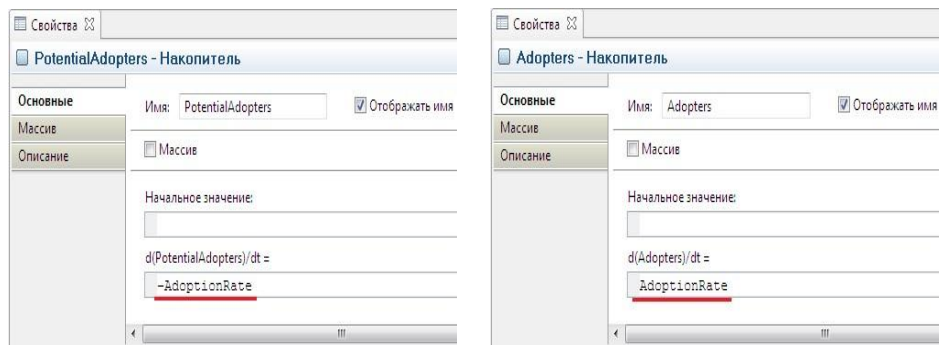 Свойства
PotentialAdopters - Накопитель
Основные
Массив
Описание
Имя: PotentialAdopters Отображать имя
Массив
Начальное значение:
d(PotentialAdopters)/dt =
-AdoptionRate
Свойства
Adopters - Накопитель
Основные
Массив
Описание
Имя: Adopters Отображать имя
Массив
Начальное значение:
d(Adopters)/dt =
AdoptionRate